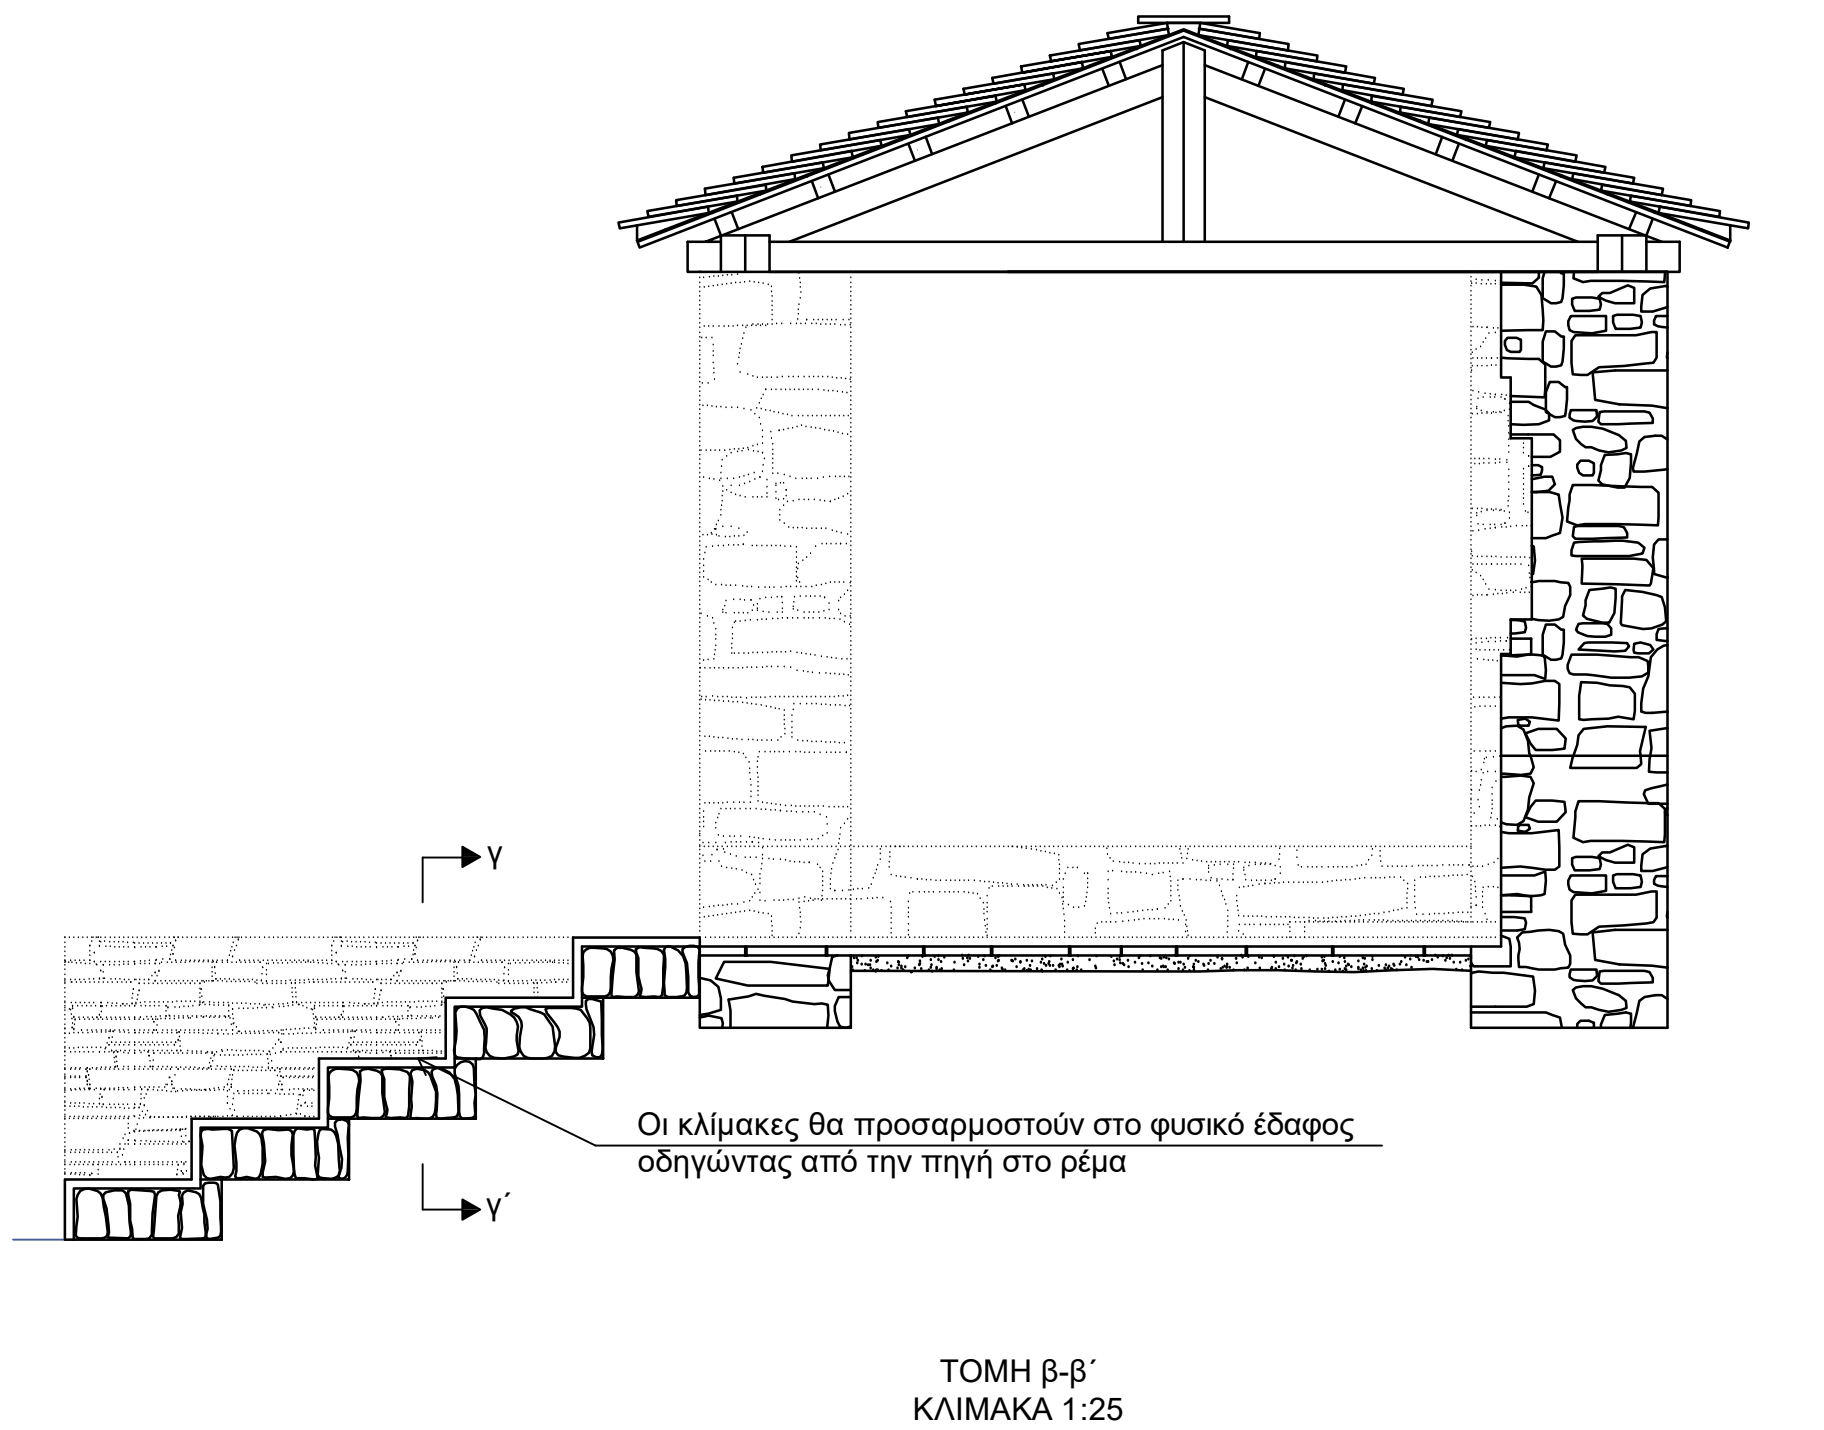 γ
Οι κλίμακες θα προσαρμοστούν στο φυσικό έδαφος
οδηγώντας από την πηγή στο ρέμα
γ΄
ΤΟΜΗ β-β΄
ΚΛΙΜΑΚΑ 1:25